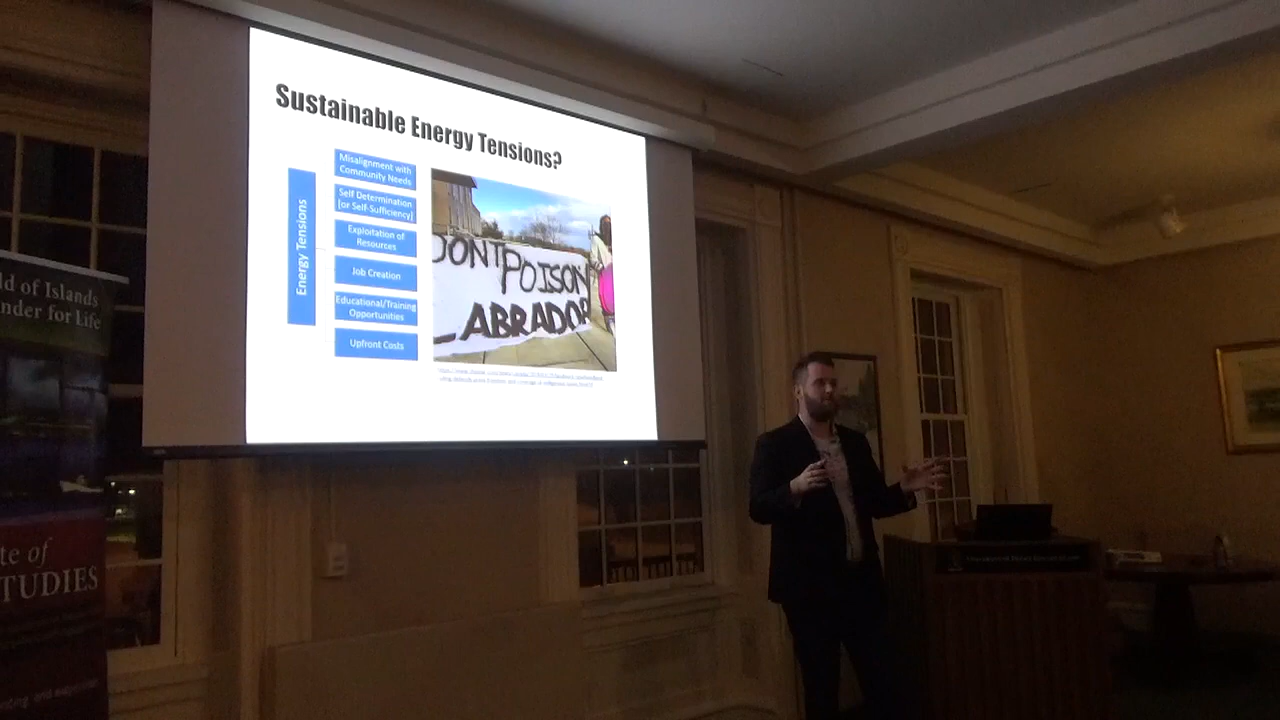 Sustainable Energy Tensions?
Energy Tensions
Misalignment with
Community Needs
Self Determination
[or Self-Sufficiency]
Exploitation of
Resources
Job Creation
Educational/Training
Opportunities
Upfront Costs
DONT POISON
LABRADOR
ld of Islands
nder for Life
te of
TUDIES